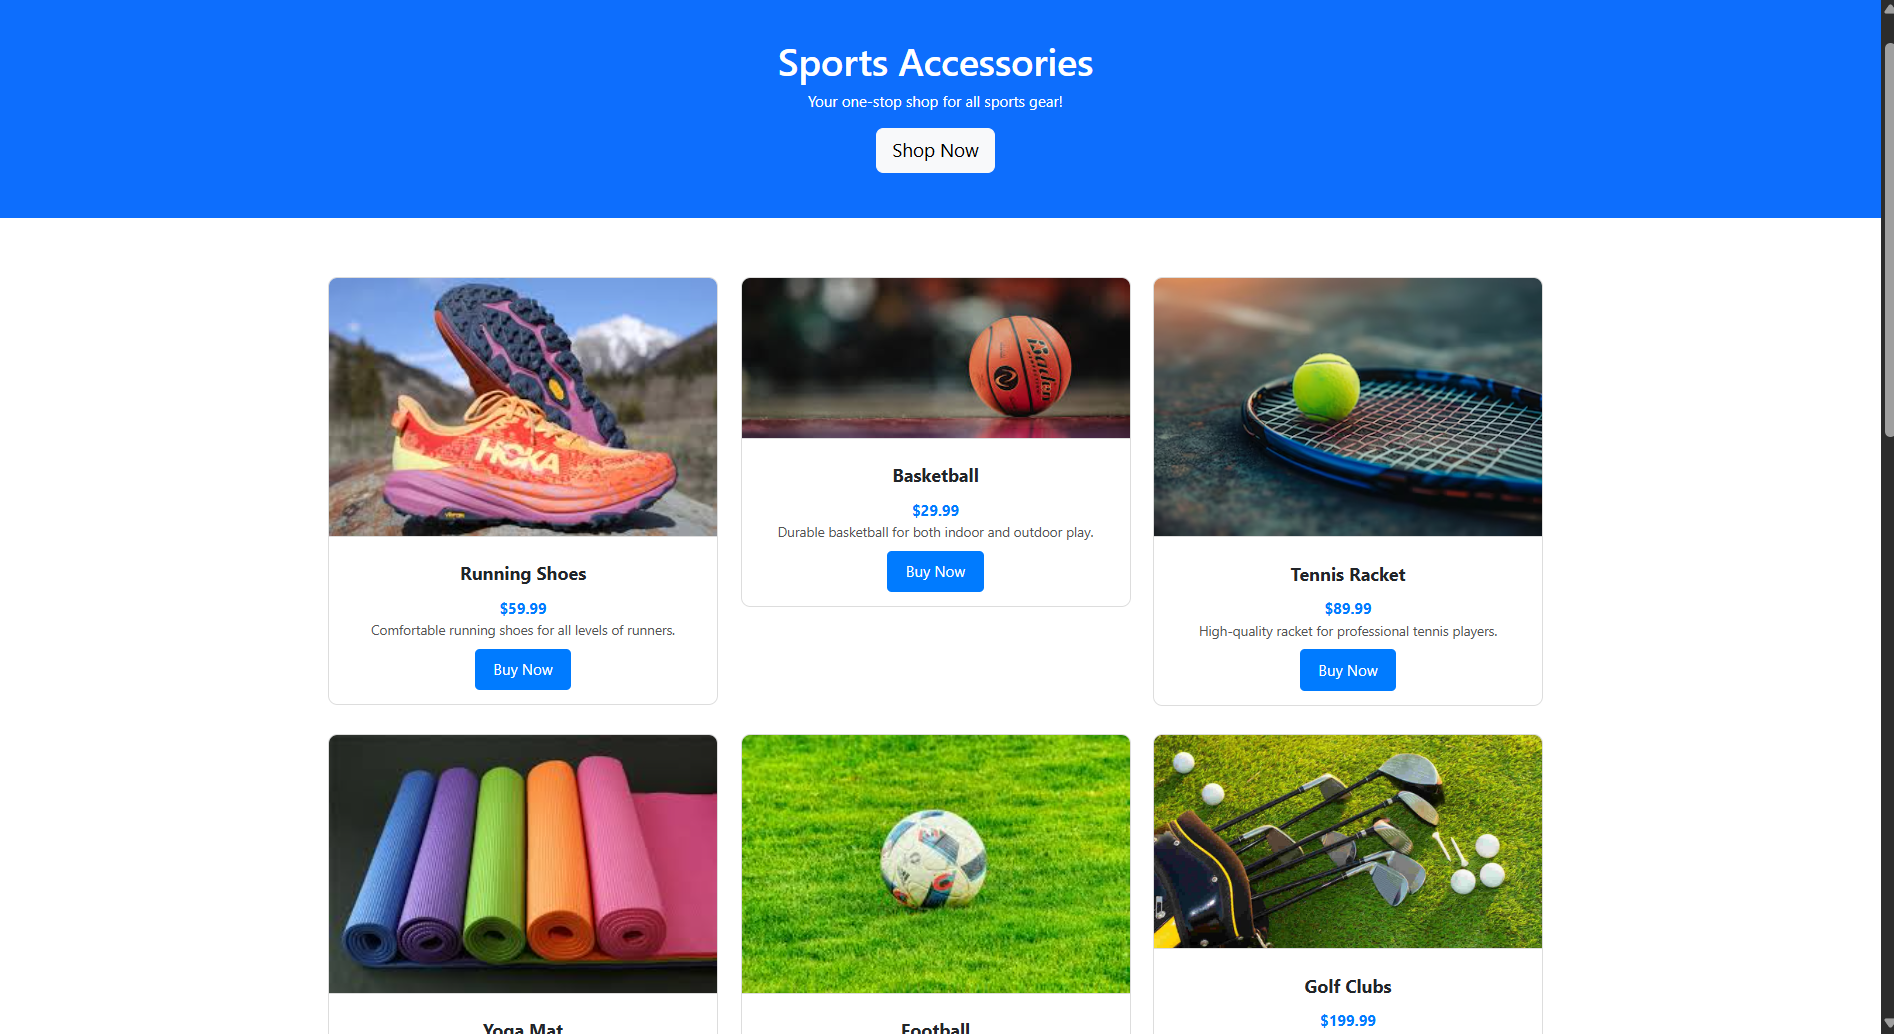 Sports Accessories
Your one-stop shop for all sports gear!
Shop Now
HOKA
vibram
Baden
Running Shoes
$59.99
Comfortable running shoes for all levels of runners.
Buy Now
Basketball
$29.99
Durable basketball for both indoor and outdoor play.
Buy Now
Tennis Racket
$89.99
High-quality racket for professional tennis players.
Buy Now
Yoga Mat
Football
Golf Clubs
$199.99